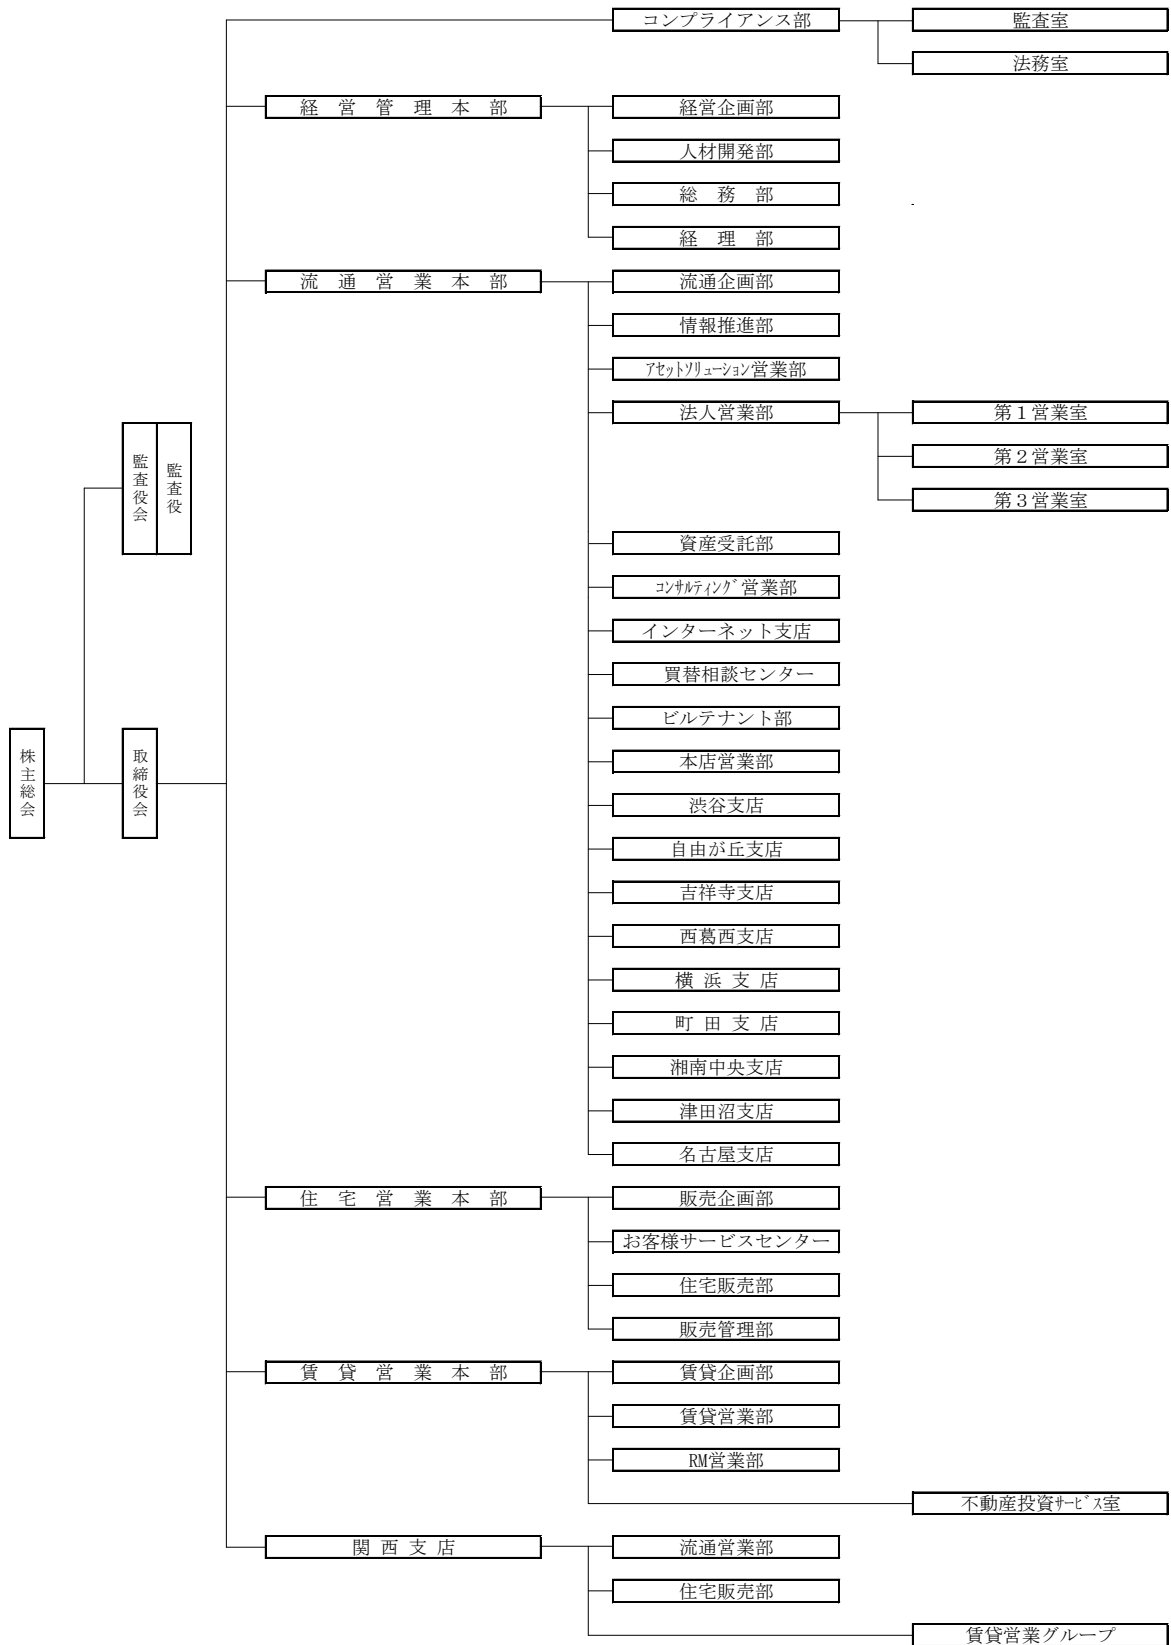 コンプライアンス部
監査室
法務室
経営管理本部
経営企画部
人材開発部
総務部
経理部
流通営業本部
流通企画部
情報推進部
アセットソリューション営業部
法人営業部
第１営業室
第２営業室
第３営業室
監査役会
監査役
資産受託部
コンサルティング営業部
インターネット支店
買替相談センター
ビルテナント部
株主総会
取締役会
本店営業部
渋谷支店
自由が丘支店
吉祥寺支店
西葛西支店
横浜支店
町田支店
湘南中央支店
津田沼支店
名古屋支店
住宅営業本部
販売企画部
お客様サービスセンター
住宅販売部
販売管理部
賃貸営業本部
賃貸企画部
賃貸営業部
RM営業部
不動産投資サービス室
関西支店
流通営業部
住宅販売部
賃貸営業グループ